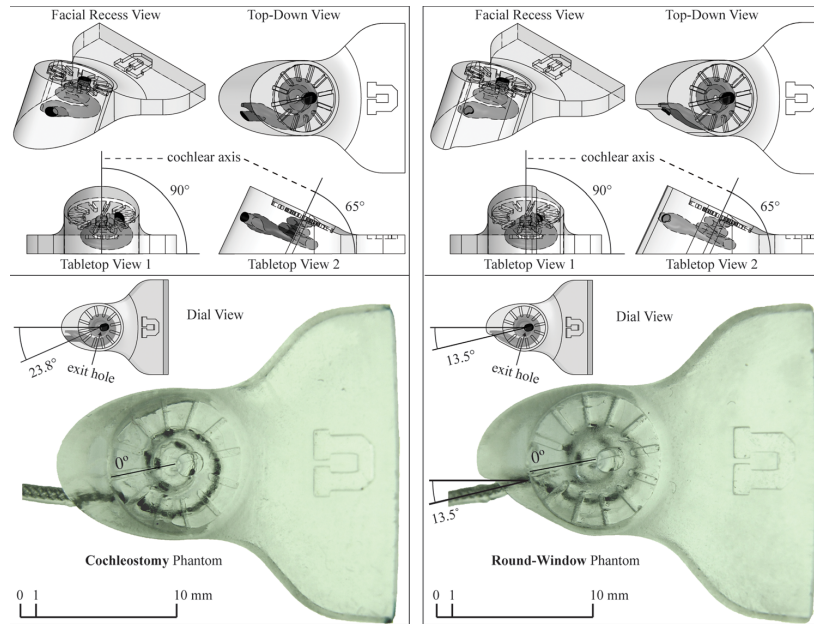 Facial Recess View
Top-Down View
cochlear axis
90°
65°
Tabletop View 1
Tabletop View 2
Dial View
23.8°
exit hole
0°
Cochleostomy Phantom
0 1 10 mm
Facial Recess View
Top-Down View
cochlear axis
90°
65°
Tabletop View 1
Tabletop View 2
Dial View
13.5°
exit hole
0°
13.5°
Round-Window Phantom
0 1 10 mm